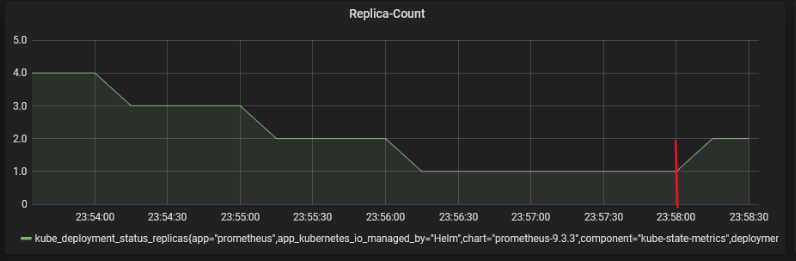 Replica-Count
5.0
4.0
3.0
2.0
1.0
0
23:54:00 23:54:30 23:55:00 23:55:30 23:56:00 23:56:30 23:57:00 23:57:30 23:58:00 23:58:30
kube_deployment_status_replicas{app="prometheus",app_kubernetes_io_managed_by="Helm",chart="prometheus-9.3.3",component="kube-state-metrics",deploymer